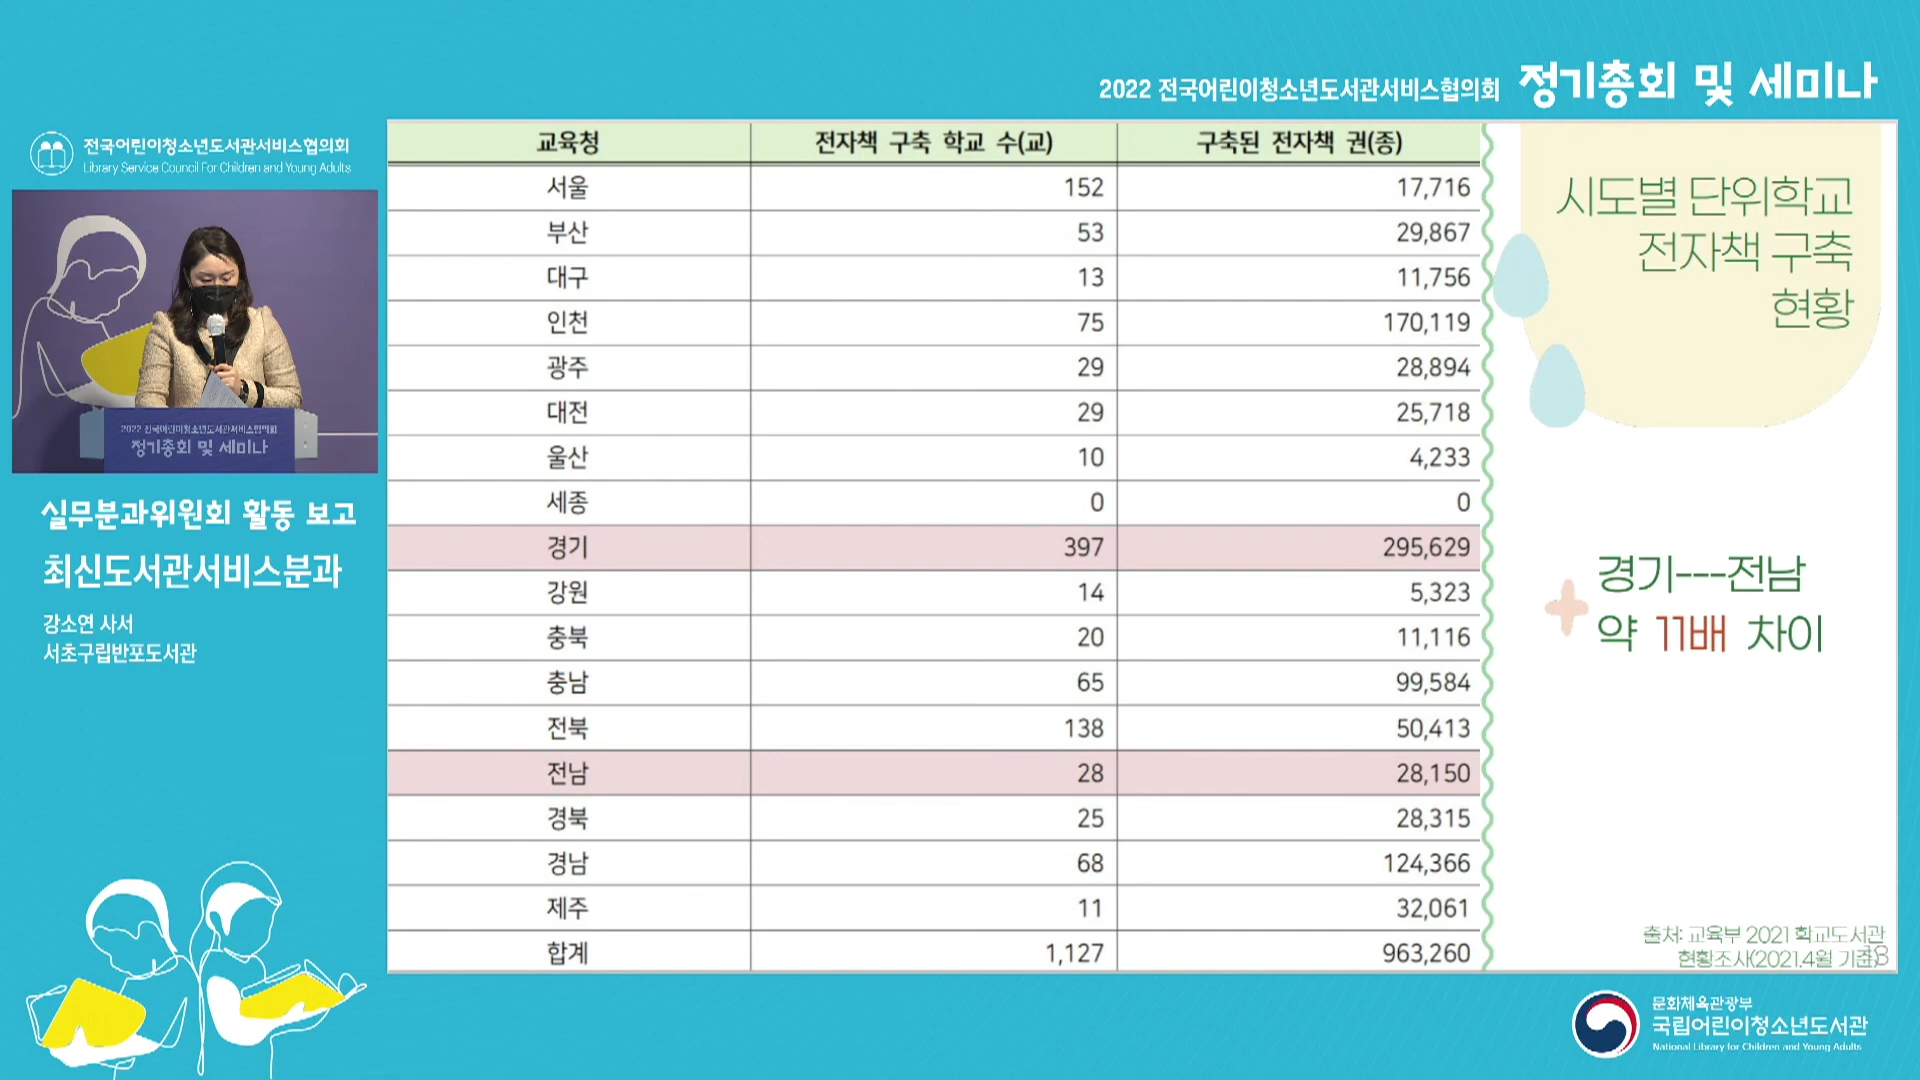 2022 전국어린이청소년도서관서비스협의회 정기총회 및 세미나
전국어린이청소년도서관서비스협의회
Library Service Council For Children and Young Adults
2022 전국어린이청소년도서관서비스협의회
정기총회 및 세미나
실무분과위원회 활동 보고
최신도서관서비스분과
강소연 사서
서초구립반포도서관
교육청 전자책 구축 학교 수(교) 구축된 전자책 권(종)
서울 152 17,716
부산 53 29,867
대구 13 11,756
인천 75 170,119
광주 29 28,894
대전 29 25,718
울산 10 4,233
세종 0 0
경기 397 295,629
강원 14 5,323
충북 20 11,116
충남 65 99,584
전북 138 50,413
전남 28 28,150
경북 25 28,315
경남 68 124,366
제주 11 32,061
합계 1,127 963,260
시도별 단위학교
전자책 구축
현황
경기---전남
약 11배 차이
출처: 교육부 2021 학교도서관
현황조사(2021.4월 기준)
18
문화체육관광부
국립어린이청소년도서관
National Library for Children and Young Adults